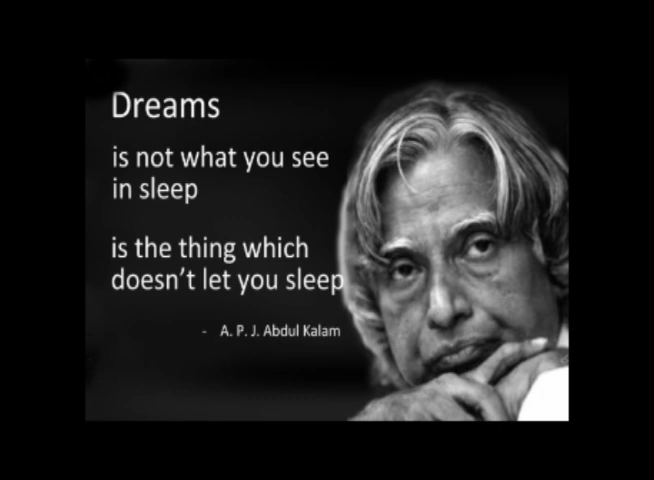 Dreams
is not what you see
in sleep
is the thing which
doesn't let you sleep
- A. P. J. Abdul Kalam